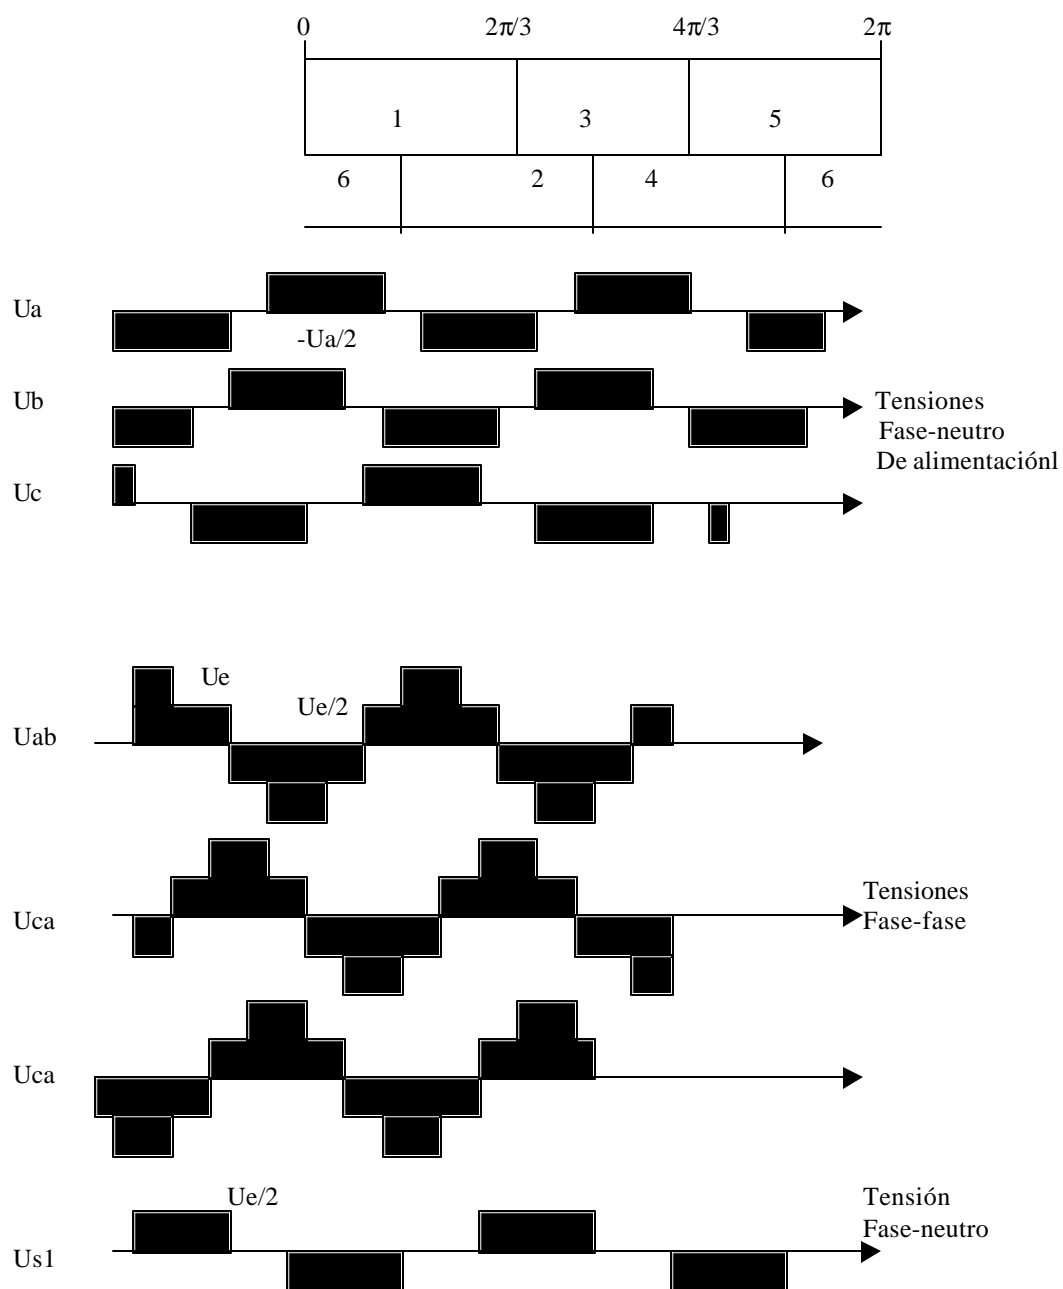 0 2π/3 4π/3 2π
1 3 5
6 2 4 6
Ua
-Ua/2
Ub
Tensiones
Fase-neutro
De alimentaciónl
Uc
Ue
Ue/2
Uab
Uca
Tensiones
Fase-fase
Uca
Ue/2
Tensión
Fase-neutro
Us1